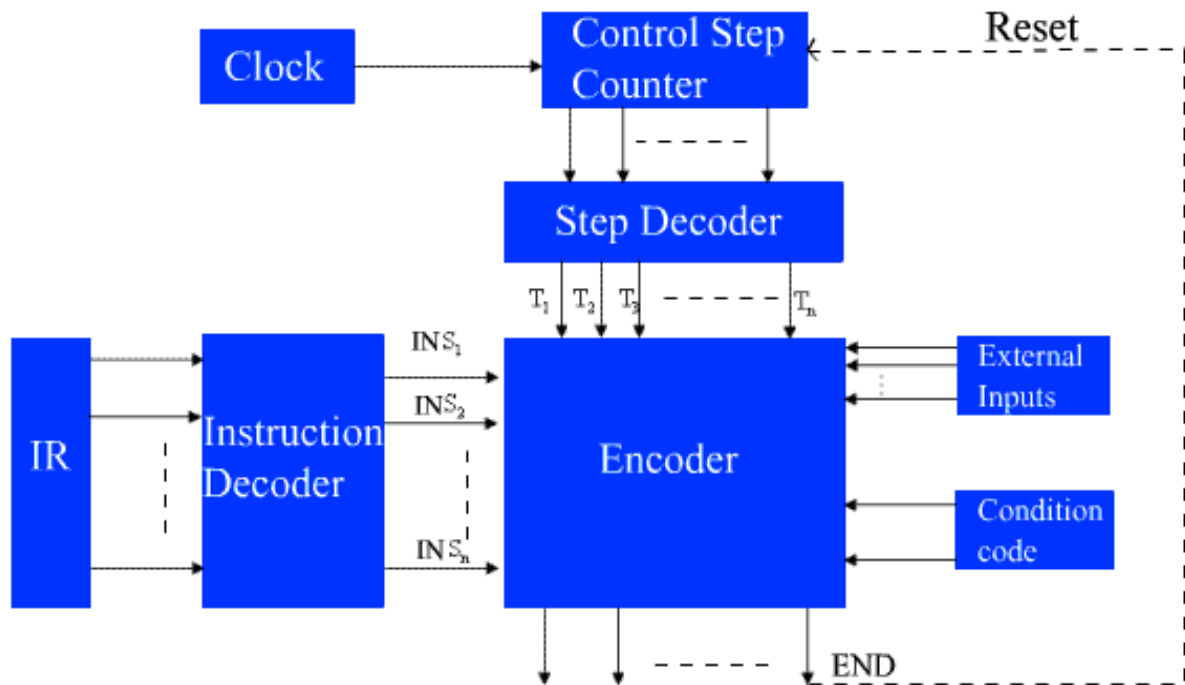 Reset
Clock
Control Step
Counter
Step Decoder
T₁ T₂ T₃ Tₙ
IR
Instruction
Decoder
INS₁
INS₂
INSₙ
Encoder
External
Inputs
Condition
code
END